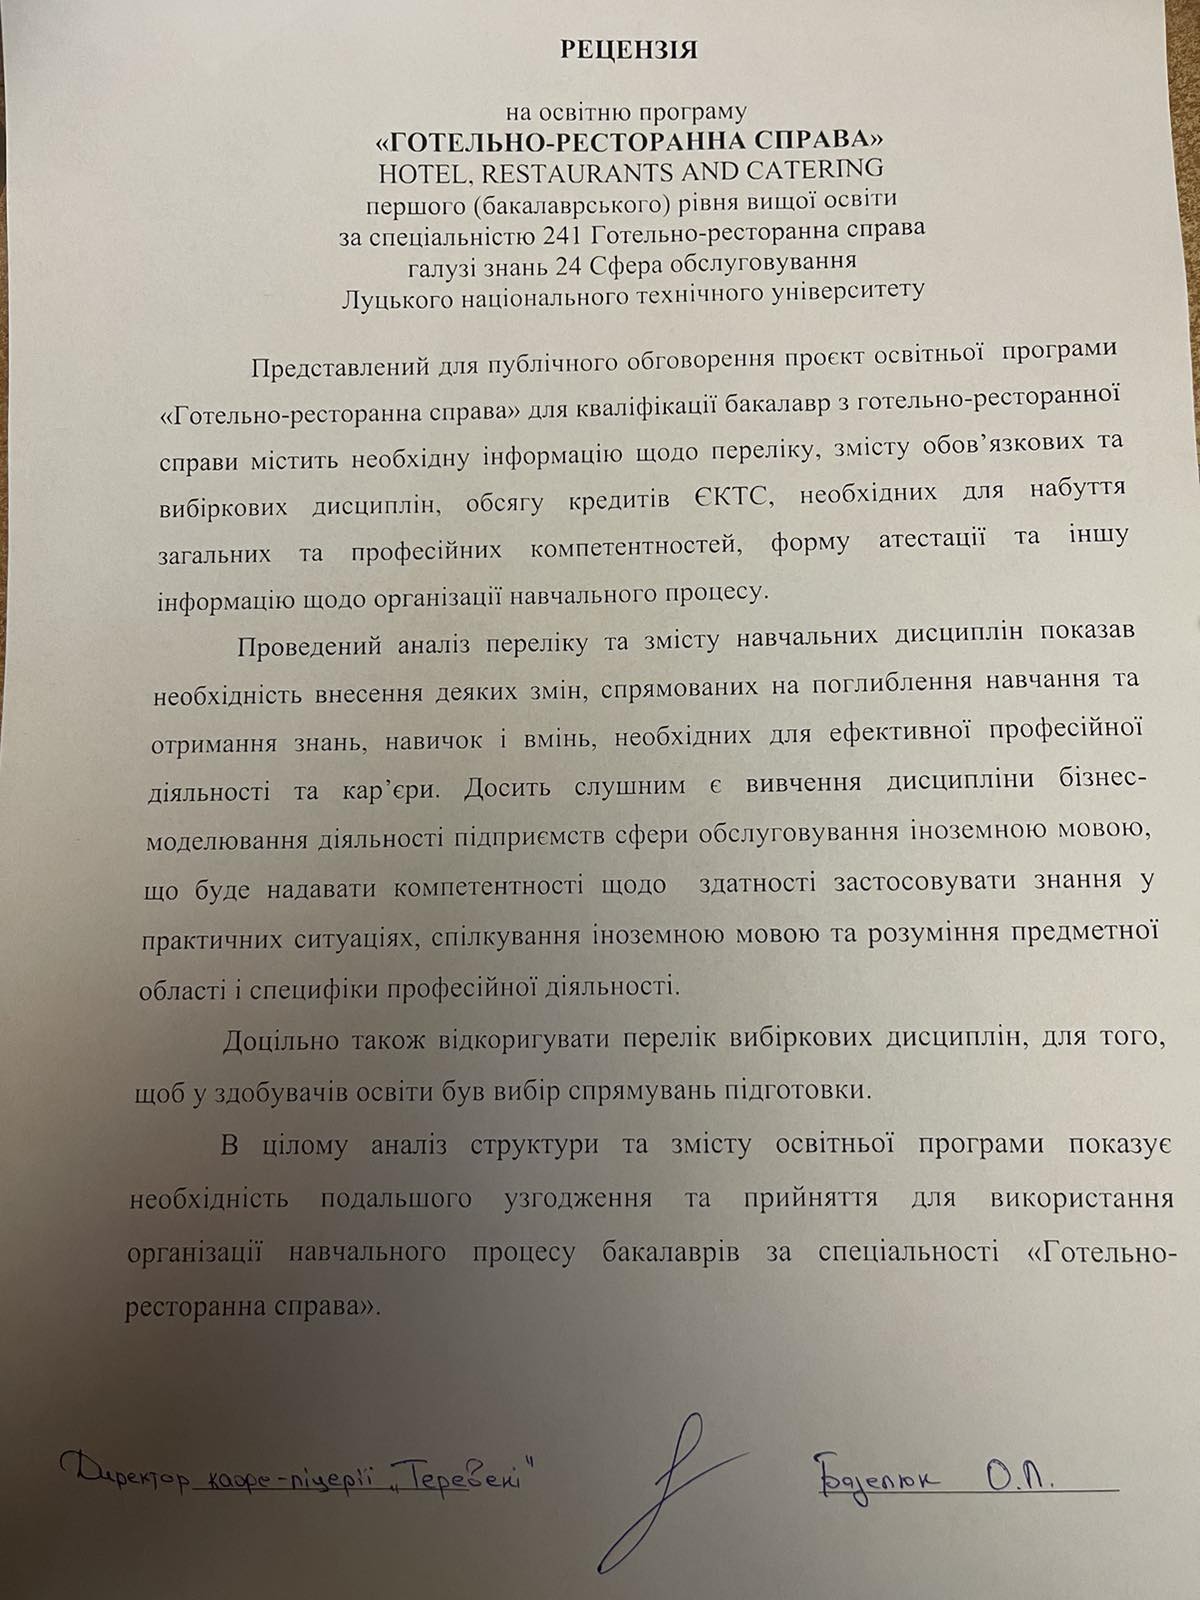 РЕЦЕНЗІЯ
на освітню програму
«ГОТЕЛЬНО-РЕСТОРАННА СПРАВА»
HOTEL, RESTAURANTS AND CATERING
першого (бакалаврського) рівня вищої освіти
за спеціальністю 241 Готельно-ресторанна справа
галузі знань 24 Сфера обслуговування
Луцького національного технічного університету
Представлений для публічного обговорення проєкт освітньої програми
«Готельно-ресторанна справа» для кваліфікації бакалавр з готельно-ресторанної
справи містить необхідну інформацію щодо переліку, змісту обов’язкових та
вибіркових дисциплін, обсягу кредитів ЄКТС, необхідних для набуття
загальних та професійних компетентностей, форму атестації та іншу
інформацію щодо організації навчального процесу.
Проведений аналіз переліку та змісту навчальних дисциплін показав
необхідність внесення деяких змін, спрямованих на поглиблення навчання та
отримання знань, навичок і вмінь, необхідних для ефективної професійної
діяльності та кар’єри. Досить слушним є вивчення дисципліни бізнес-
моделювання діяльності підприємств сфери обслуговування іноземною мовою,
що буде надавати компетентності щодо здатності застосовувати знання у
практичних ситуаціях, спілкування іноземною мовою та розуміння предметної
області і специфіки професійної діяльності.
Доцільно також відкоригувати перелік вибіркових дисциплін, для того,
щоб у здобувачів освіти був вибір спрямувань підготовки.
В цілому аналіз структури та змісту освітньої програми показує
необхідність подальшого узгодження та прийняття для використання
організації навчального процесу бакалаврів за спеціальності «Готельно-
ресторанна справа».
Директор кафе-піцерії „Теревені" Базелюк О.П.